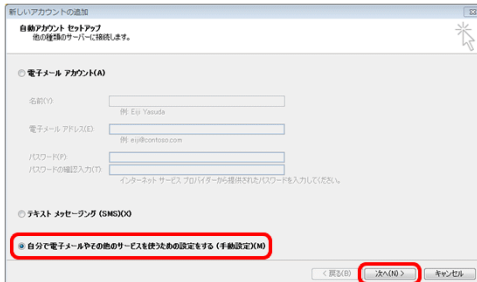 新しいアカウントの追加
自動アカウント セットアップ
他の種類のサーバーに接続します。
電子メール アカウント(A)
名前(Y)
例: Eiji Yasuda
電子メール アドレス(E)
例: eiji@contoso.com
パスワード(P)
パスワードの確認入力(T)
インターネット サービス プロバイダーから提供されたパスワードを入力してください。
テキスト メッセージング (SMS)(X)
自分で電子メールやその他のサービスを使うための設定をする (手動設定)(M)
< 戻る(B) 次へ(N) > キャンセル